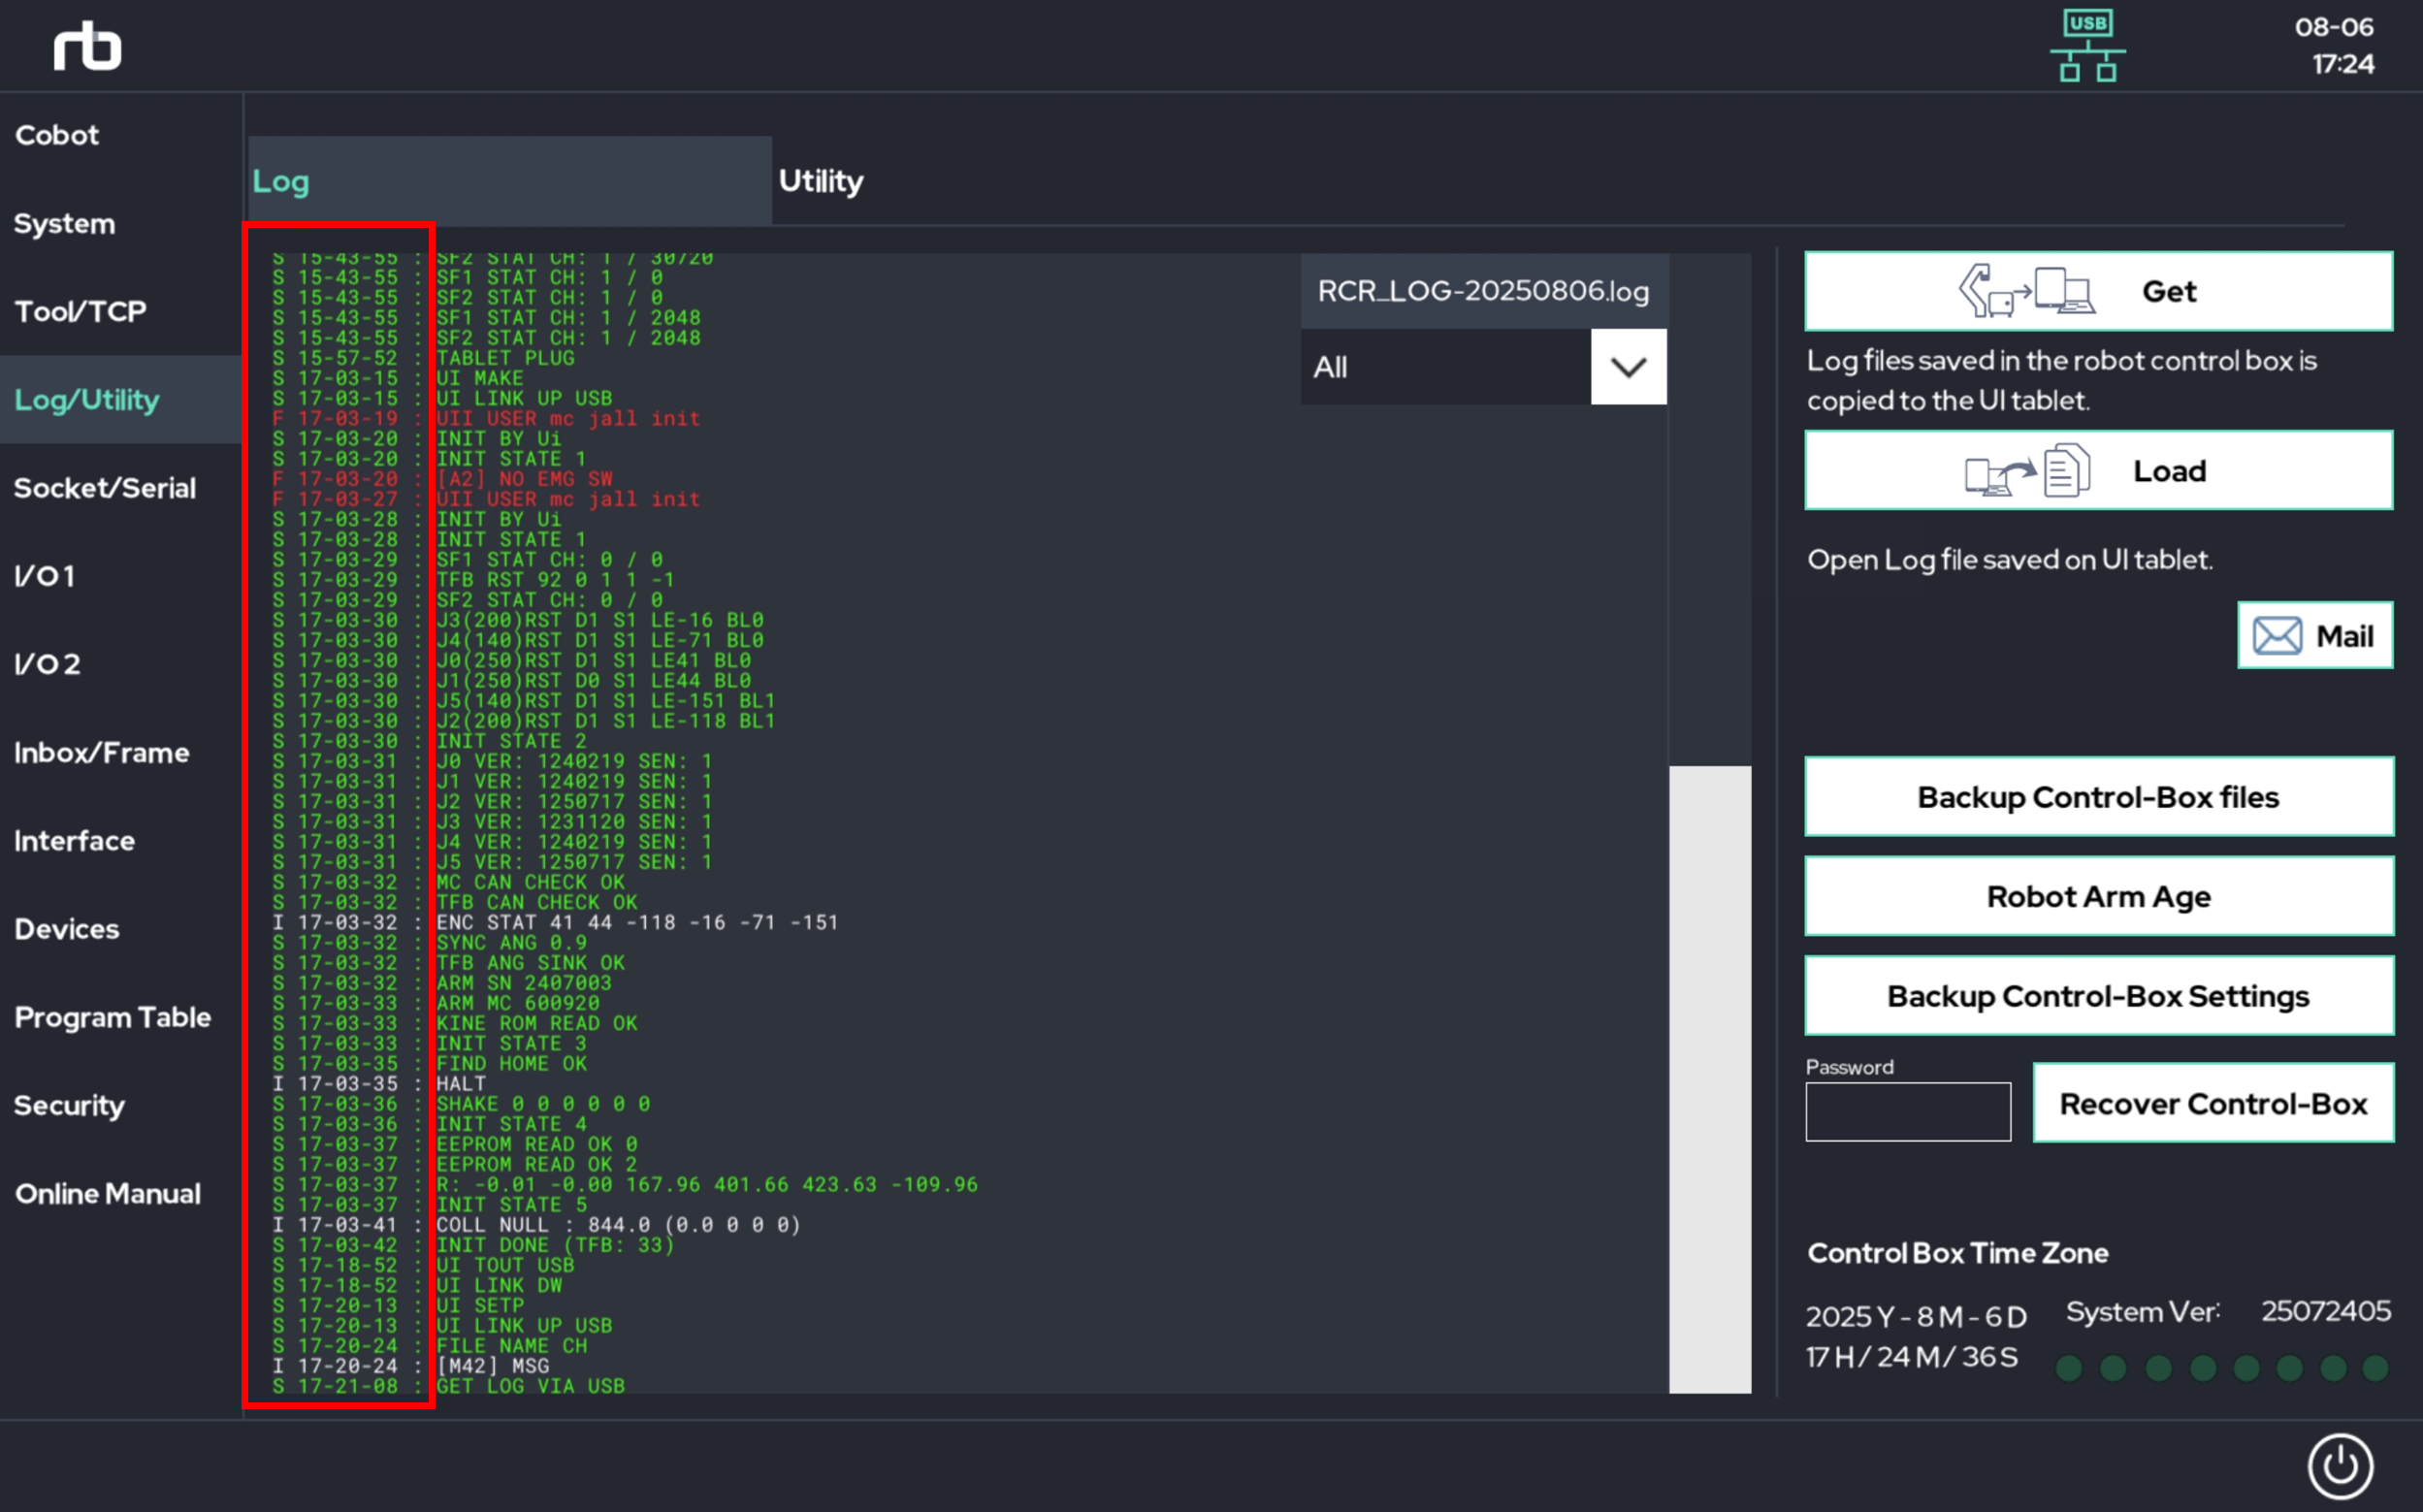 rb
USB
08-06
17:24
Cobot
System
Tool/TCP
Log/Utility
Socket/Serial
I/O 1
I/O 2
Inbox/Frame
Interface
Devices
Program Table
Security
Online Manual
Log
Utility
S 15-43-55 : SF2 STAT CH: 1 / 30720
S 15-43-55 : SF1 STAT CH: 1 / 0
S 15-43-55 : SF2 STAT CH: 1 / 0
S 15-43-55 : SF1 STAT CH: 1 / 2048
S 15-43-55 : SF2 STAT CH: 1 / 2048
S 15-57-52 : TABLET PLUG
S 17-03-15 : UI MAKE
S 17-03-15 : UI LINK UP USB
F 17-03-19 : UII USER mc jall init
S 17-03-20 : INIT BY Ui
S 17-03-20 : INIT STATE 1
F 17-03-20 : [A2] NO EMG SW
F 17-03-27 : UII USER mc jall init
S 17-03-28 : INIT BY Ui
S 17-03-28 : INIT STATE 1
S 17-03-29 : SF1 STAT CH: 0 / 0
S 17-03-29 : TFB RST 92 0 1 1 -1
S 17-03-29 : SF2 STAT CH: 0 / 0
S 17-03-30 : J3(200)RST D1 S1 LE-16 BL0
S 17-03-30 : J4(140)RST D1 S1 LE-71 BL0
S 17-03-30 : J0(250)RST D1 S1 LE41 BL0
S 17-03-30 : J1(250)RST D0 S1 LE44 BL0
S 17-03-30 : J5(140)RST D1 S1 LE-151 BL1
S 17-03-30 : J2(200)RST D1 S1 LE-118 BL1
S 17-03-30 : INIT STATE 2
S 17-03-31 : J0 VER: 1240219 SEN: 1
S 17-03-31 : J1 VER: 1240219 SEN: 1
S 17-03-31 : J2 VER: 1250717 SEN: 1
S 17-03-31 : J3 VER: 1231120 SEN: 1
S 17-03-31 : J4 VER: 1240219 SEN: 1
S 17-03-31 : J5 VER: 1250717 SEN: 1
S 17-03-32 : MC CAN CHECK OK
S 17-03-32 : TFB CAN CHECK OK
I 17-03-32 : ENC STAT 41 44 -118 -16 -71 -151
S 17-03-32 : SYNC ANG 0.9
S 17-03-32 : TFB ANG SINK OK
S 17-03-32 : ARM SN 2407003
S 17-03-33 : ARM MC 600920
S 17-03-33 : KINE ROM READ OK
S 17-03-33 : INIT STATE 3
S 17-03-35 : FIND HOME OK
I 17-03-35 : HALT
S 17-03-36 : SHAKE 0 0 0 0 0 0
S 17-03-36 : INIT STATE 4
S 17-03-37 : EEPROM READ OK 0
S 17-03-37 : EEPROM READ OK 2
S 17-03-37 : R: -0.01 -0.00 167.96 401.66 423.63 -109.96
S 17-03-37 : INIT STATE 5
I 17-03-41 : COLL NULL : 844.0 (0.0 0 0 0)
S 17-03-42 : INIT DONE (TFB: 33)
S 17-18-52 : UI TOUT USB
S 17-18-52 : UI LINK DW
S 17-20-13 : UI SETP
S 17-20-13 : UI LINK UP USB
S 17-20-24 : FILE NAME CH
I 17-20-24 : [M42] MSG
S 17-21-08 : GET LOG VIA USB
RCR_LOG-20250806.log
All
Get
Log files saved in the robot control box is
copied to the UI tablet.
Load
Open Log file saved on UI tablet.
Mail
Backup Control-Box files
Robot Arm Age
Backup Control-Box Settings
Password
Recover Control-Box
Control Box Time Zone
2025 Y - 8 M - 6 D
17 H / 24 M / 36 S
System Ver: 25072405